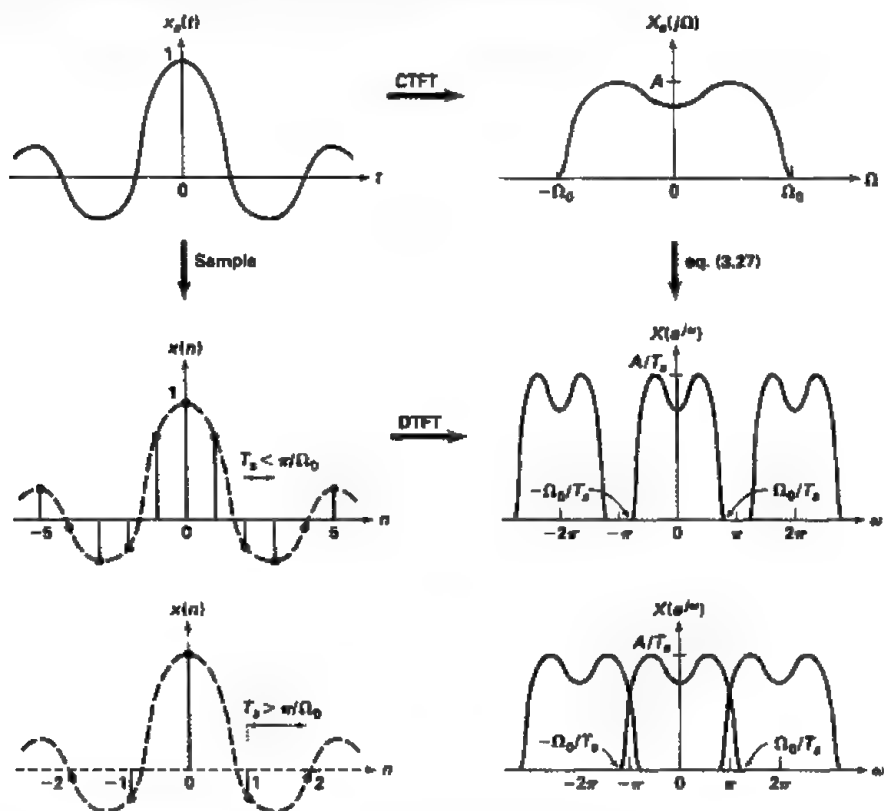 xₐ(t)
1
0
t
CTFT
Xₐ(jΩ)
A
−Ω₀
0
Ω₀
Ω
Sample
eq. (3.27)
x(n)
1
Tₛ < π/Ω₀
−5
0
5
n
DTFT
X(e^{jω})
A/Tₛ
−Ω₀/Tₛ
Ω₀/Tₛ
−2π
−π
0
π
2π
ω
x(n)
Tₛ > π/Ω₀
−2
−1
0
1
2
n
X(e^{jω})
A/Tₛ
−Ω₀/Tₛ
Ω₀/Tₛ
−2π
−π
0
π
2π
ω